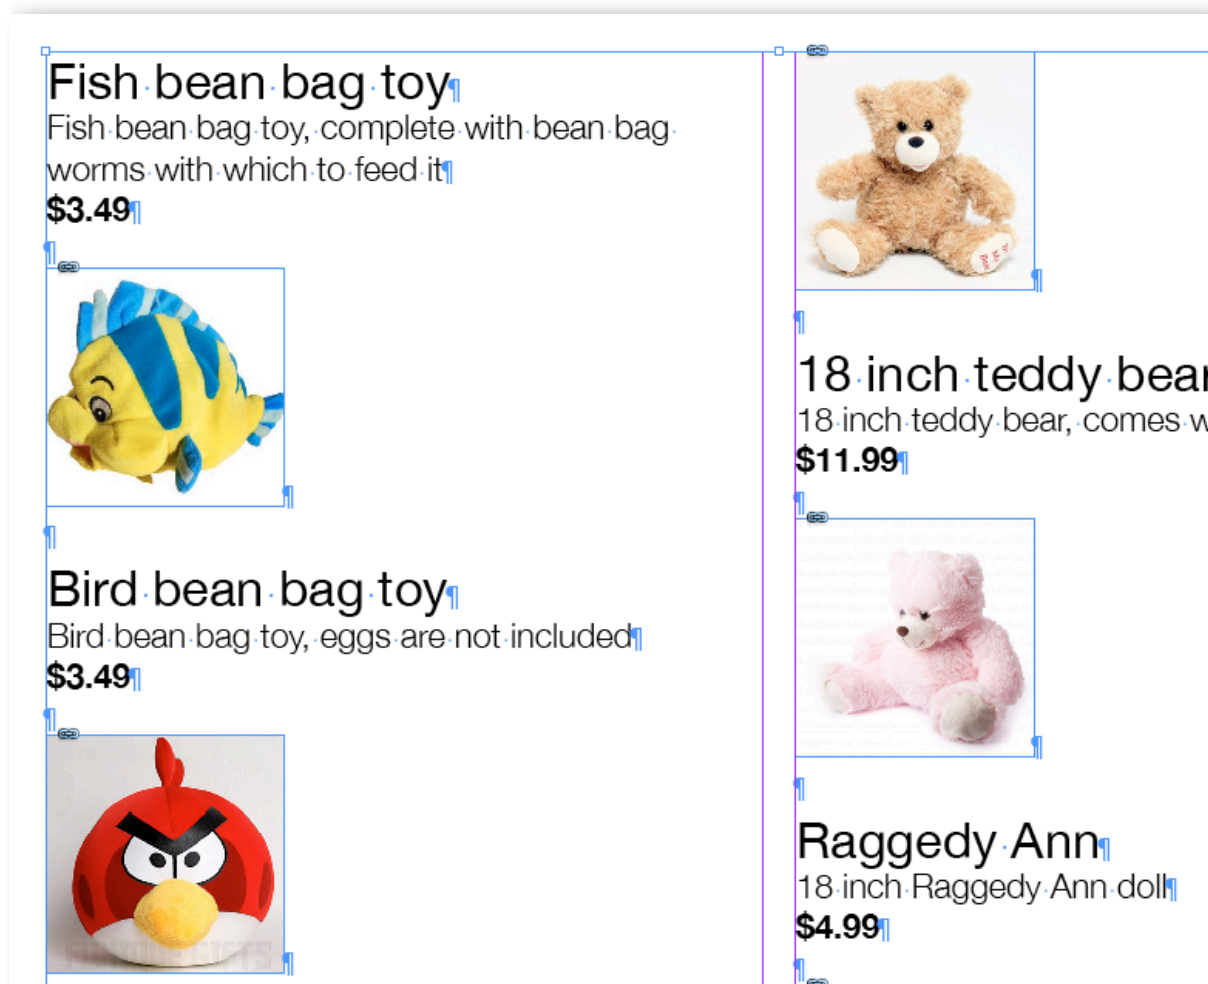 Fish bean bag toy
Fish bean bag toy, complete with bean bag
worms with which to feed it
$3.49
Bird bean bag toy
Bird bean bag toy, eggs are not included
$3.49
GIFTS
18 inch teddy bear
18 inch teddy bear, comes w
$11.99
Raggedy Ann
18 inch Raggedy Ann doll
$4.99